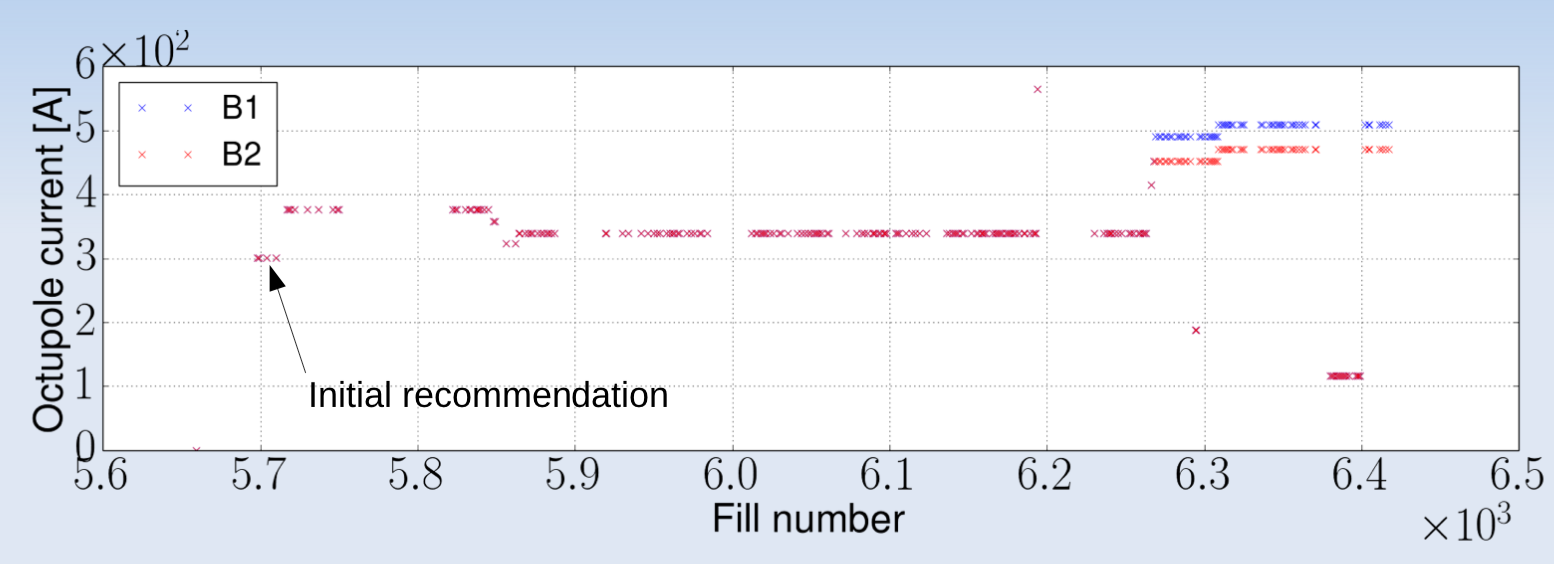 6×10²
Octupole current [A]
B1
B2
5
4
3
2
1
0
Initial recommendation
5.6 5.7 5.8 5.9 6.0 6.1 6.2 6.3 6.4 6.5
Fill number
×10³